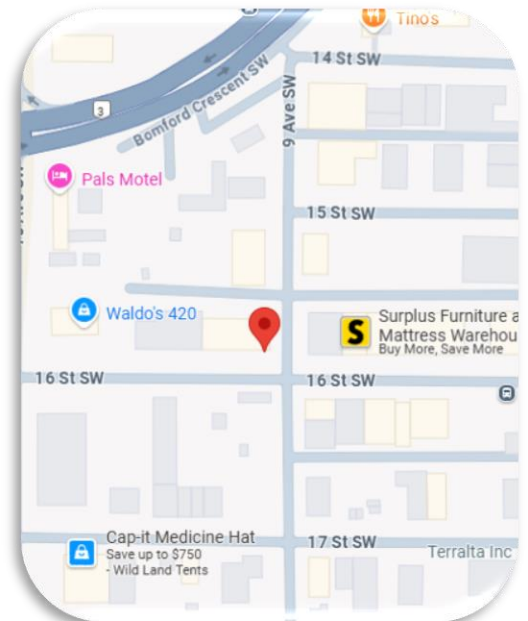 Tino's
14 St SW
3
Bomford Crescent SW
9 Ave SW
Pals Motel
15 St SW
Waldo's 420
S
Surplus Furniture a
Mattress Warehou
Buy More, Save More
16 St SW
16 St SW
Cap-it Medicine Hat
Save up to $750
- Wild Land Tents
17 St SW
Terralta Inc